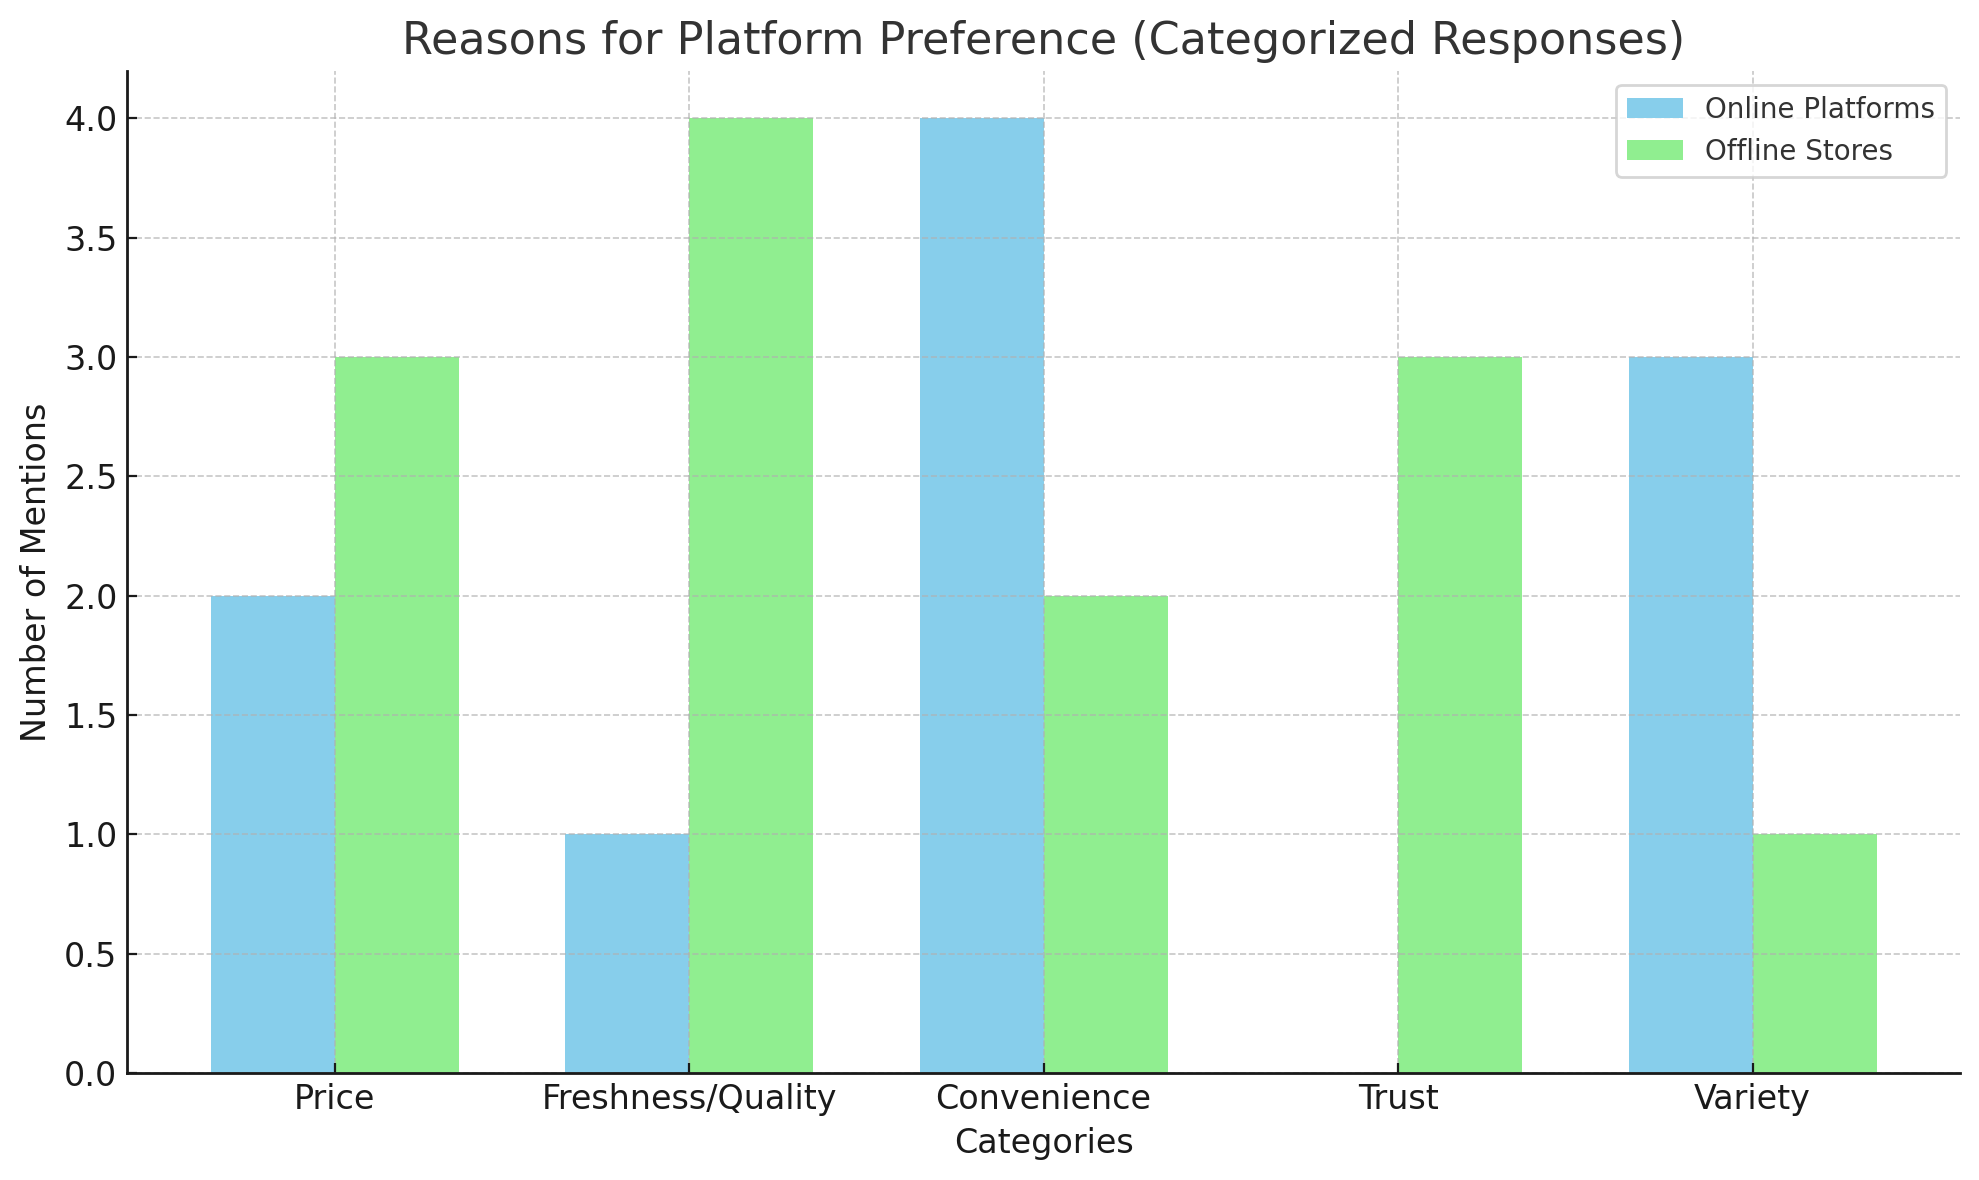 Reasons for Platform Preference (Categorized Responses)
Online Platforms
Offline Stores
Number of Mentions
4.0
3.5
3.0
2.5
2.0
1.5
1.0
0.5
0.0
Price Freshness/Quality Convenience Trust Variety
Categories